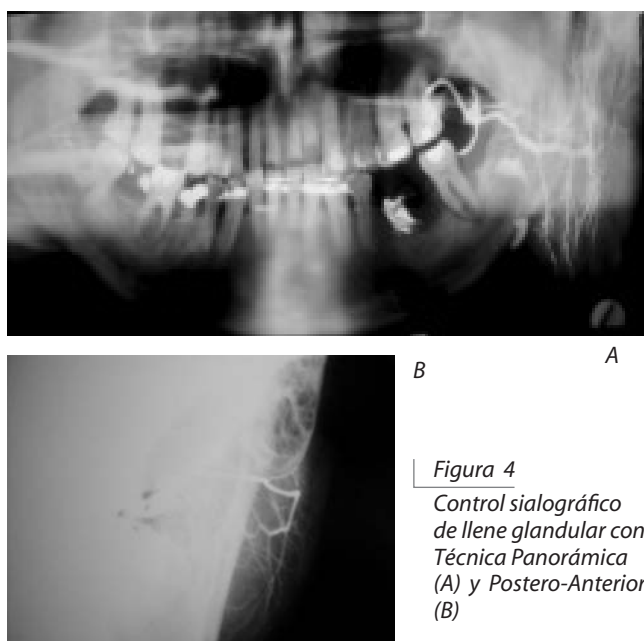 A
B
Figura 4
Control sialográfico
de llene glandular con
Técnica Panorámica
(A) y Postero-Anterior
(B)